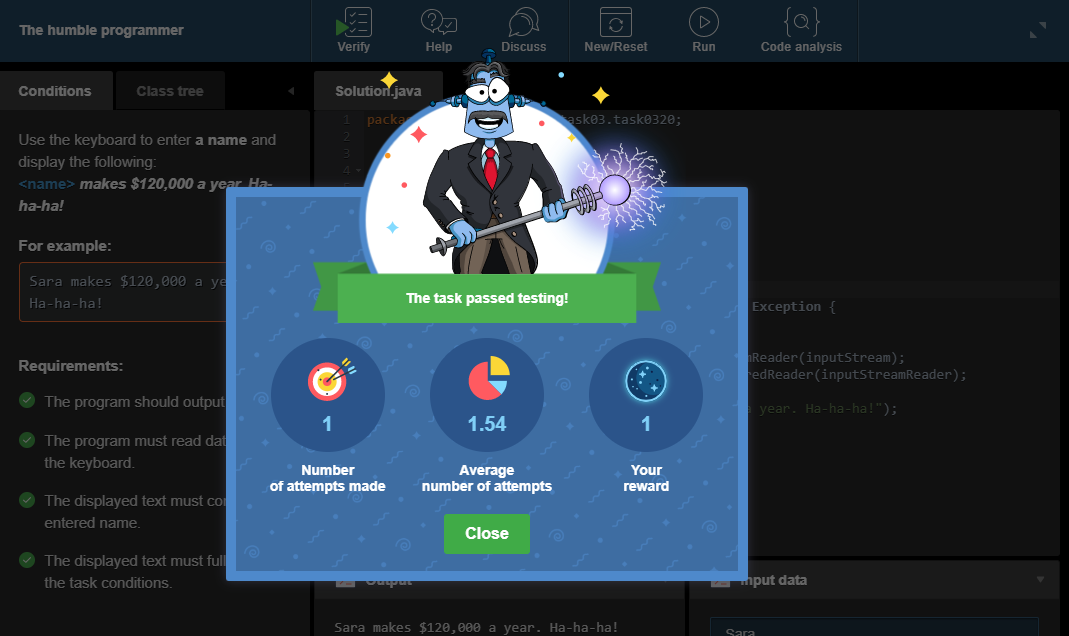 The humble programmer
Verify
Help
Discuss
New/Reset
Run
Code analysis
Conditions
Class tree
Solution.java
Use the keyboard to enter a name and
display the following:
<name> makes $120,000 a year. Ha-
ha-ha!
For example:
Sara makes $120,000 a ye
Ha-ha-ha!
Requirements:
The program should output
The program must read dat
the keyboard.
The displayed text must con
entered name.
The displayed text must full
the task conditions.
1 packa task03.task0320;
2
3
4
Exception {
mReader(inputStream);
redReader(inputStreamReader);
a year. Ha-ha-ha!");
The task passed testing!
1
Number
of attempts made
1.54
Average
number of attempts
1
Your
reward
Close
Output
Sara makes $120,000 a year. Ha-ha-ha!
Input data
Sara